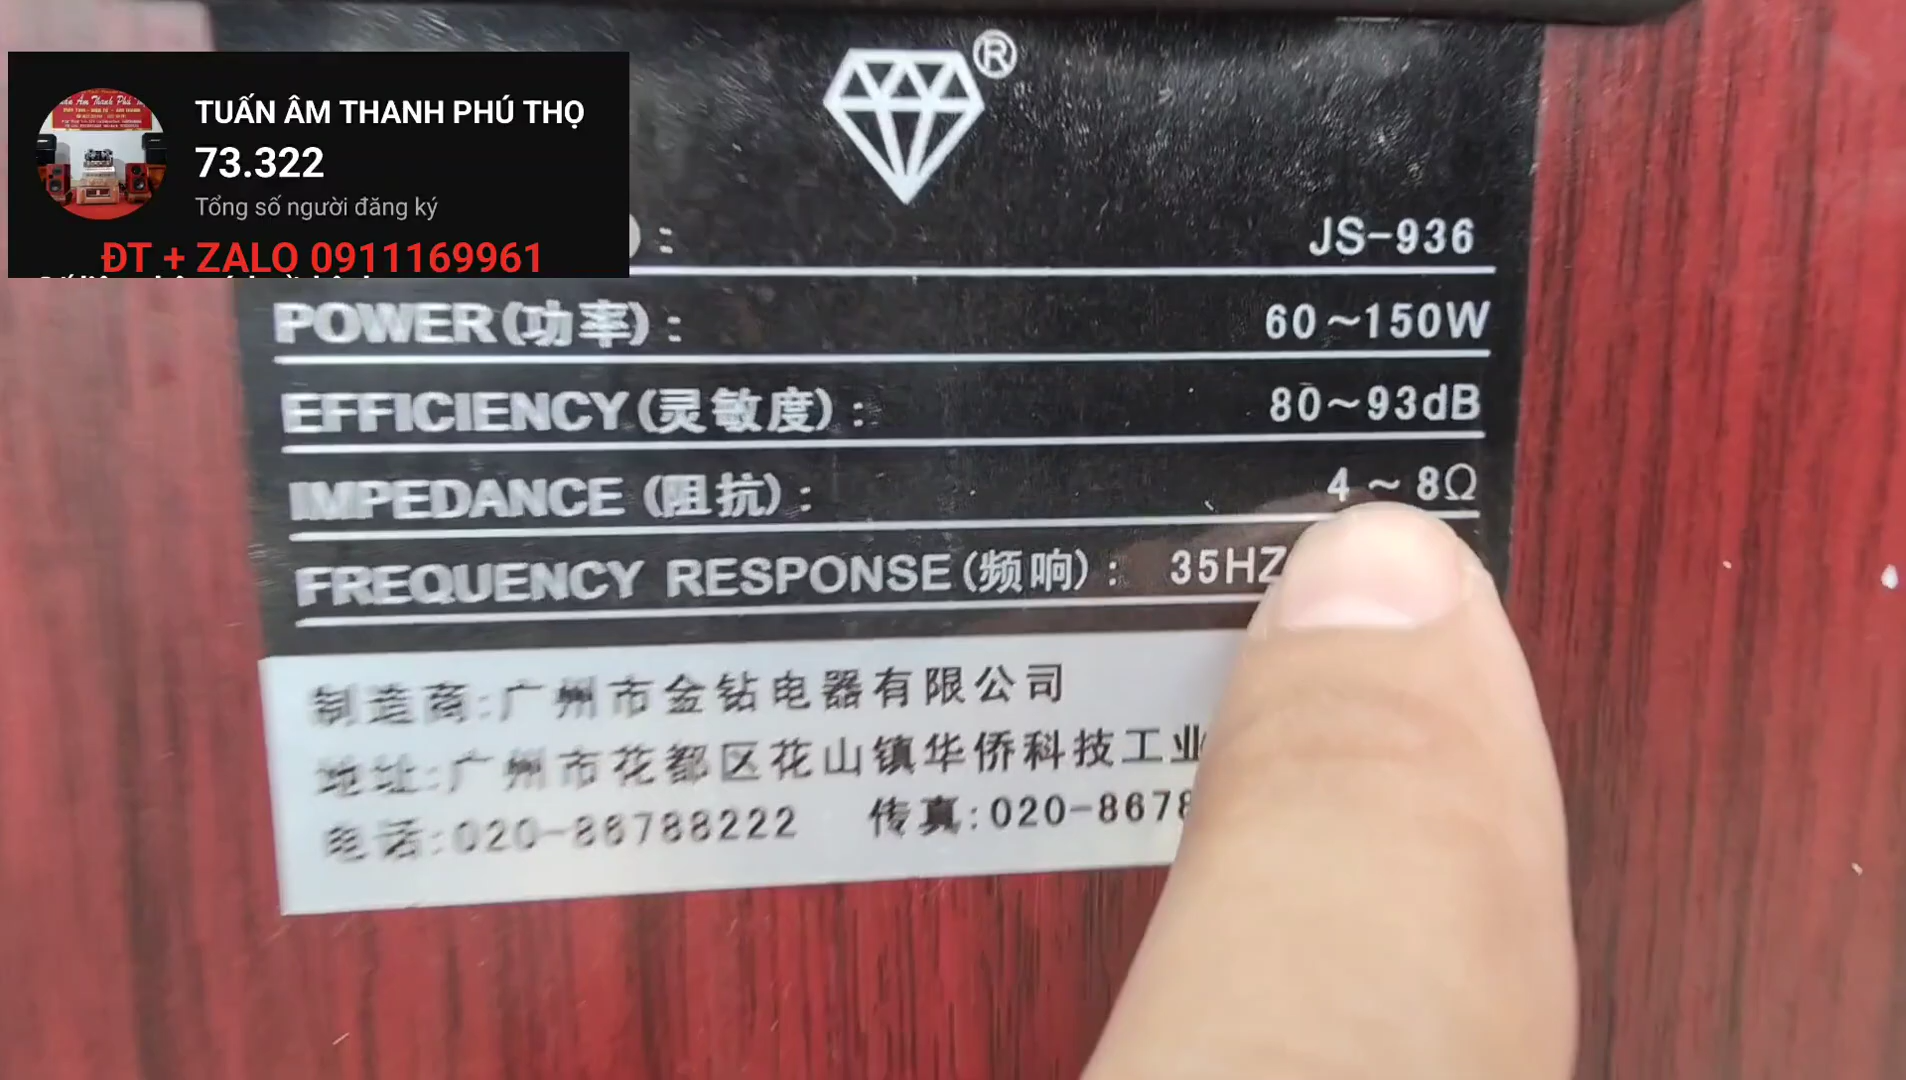 TUẤN ÂM THANH PHÚ THỌ
73.322
Tổng số người đăng ký
ĐT + ZALO 0911169961
®
: JS-936
POWER(功率): 60~150W
EFFICIENCY(灵敏度): 80~93dB
IMPEDANCE (阻抗): 4~8Ω
FREQUENCY RESPONSE(频响): 35HZ
制造商:广州市金钻电器有限公司
地址:广州市花都区花山镇华侨科技工业
电话:020-86788222 传真:020-8678